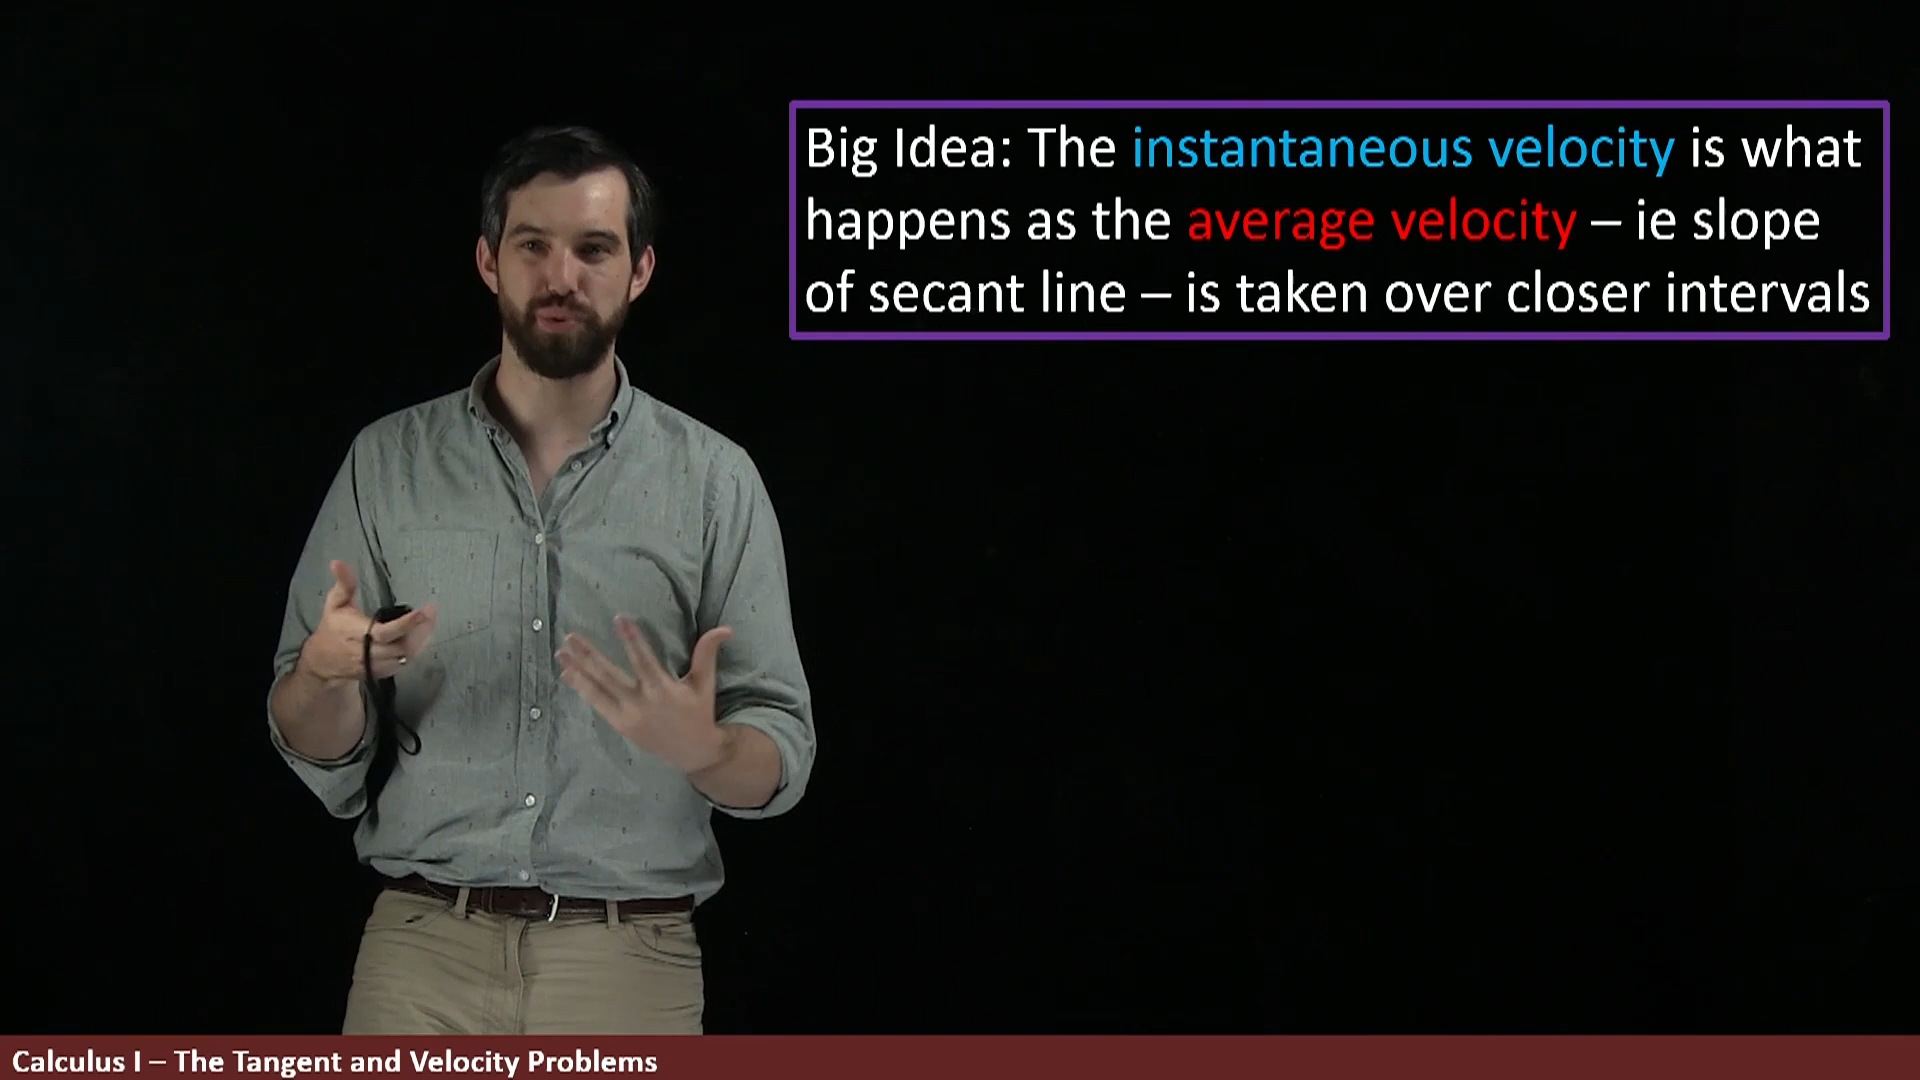 Big Idea: The instantaneous velocity is what
happens as the average velocity – ie slope
of secant line – is taken over closer intervals
Calculus I – The Tangent and Velocity Problems